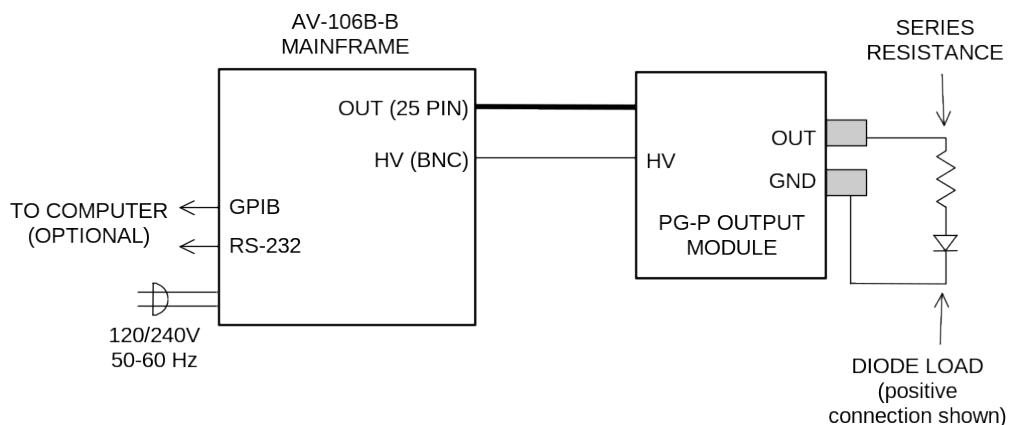 AV-106B-B
MAINFRAME
OUT (25 PIN)
HV (BNC)
GPIB
RS-232
TO COMPUTER
(OPTIONAL)
120/240V
50-60 Hz
HV
OUT
GND
PG-P OUTPUT
MODULE
SERIES
RESISTANCE
DIODE LOAD
(positive
connection shown)